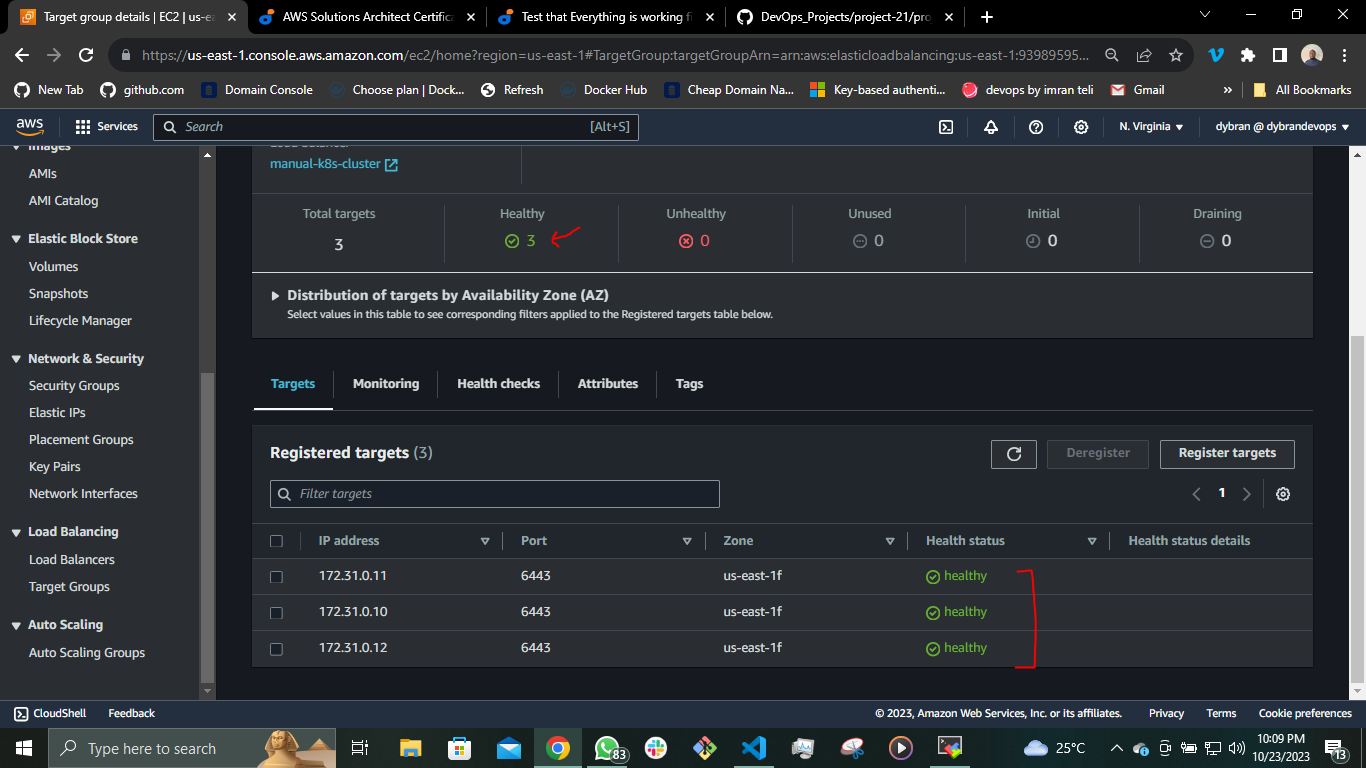 Target group details | EC2 | us-ea
AWS Solutions Architect Certifica
Test that Everything is working fi
DevOps_Projects/project-21/pro
https://us-east-1.console.aws.amazon.com/ec2/home?region=us-east-1#TargetGroup:targetGroupArn=arn:aws:elasticloadbalancing:us-east-1:93989595...
New Tab
github.com
Domain Console
Choose plan | Dock...
Refresh
Docker Hub
Cheap Domain Na...
Key-based authenti...
devops by imran teli
Gmail
»
All Bookmarks
aws
Services
Search
[Alt+S]
N. Virginia
dybran @ dybrandevops
Images
AMIs
AMI Catalog
Elastic Block Store
Volumes
Snapshots
Lifecycle Manager
Network & Security
Security Groups
Elastic IPs
Placement Groups
Key Pairs
Network Interfaces
Load Balancing
Load Balancers
Target Groups
Auto Scaling
Auto Scaling Groups
Load balancer
manual-k8s-cluster
Total targets
3
Healthy
3
Unhealthy
0
Unused
0
Initial
0
Draining
0
Distribution of targets by Availability Zone (AZ)
Select values in this table to see corresponding filters applied to the Registered targets table below.
Targets
Monitoring
Health checks
Attributes
Tags
Registered targets (3)
Deregister
Register targets
Filter targets
1
IP address
Port
Zone
Health status
Health status details
172.31.0.11
6443
us-east-1f
healthy
172.31.0.10
6443
us-east-1f
healthy
172.31.0.12
6443
us-east-1f
healthy
CloudShell
Feedback
© 2023, Amazon Web Services, Inc. or its affiliates.
Privacy
Terms
Cookie preferences
Type here to search
83
25°C
10:09 PM
10/23/2023
13